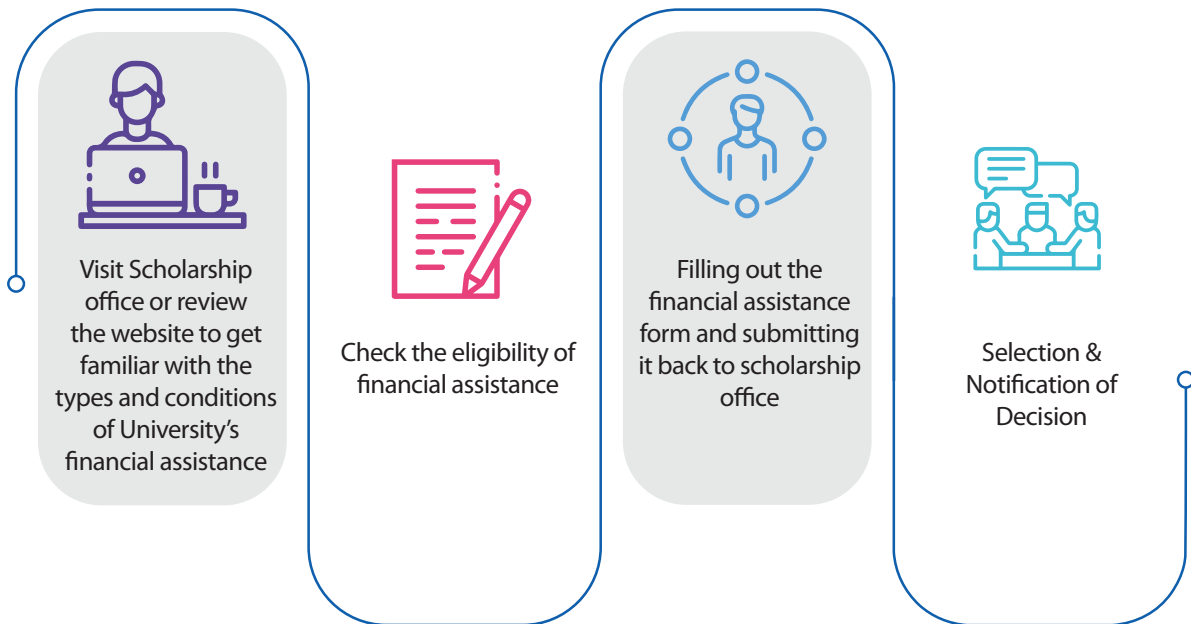 Visit Scholarship
office or review
the website to get
familiar with the
types and conditions
of University’s
financial assistance
Check the eligibility of
financial assistance
Filling out the
financial assistance
form and submitting
it back to scholarship
office
Selection &
Notification of
Decision